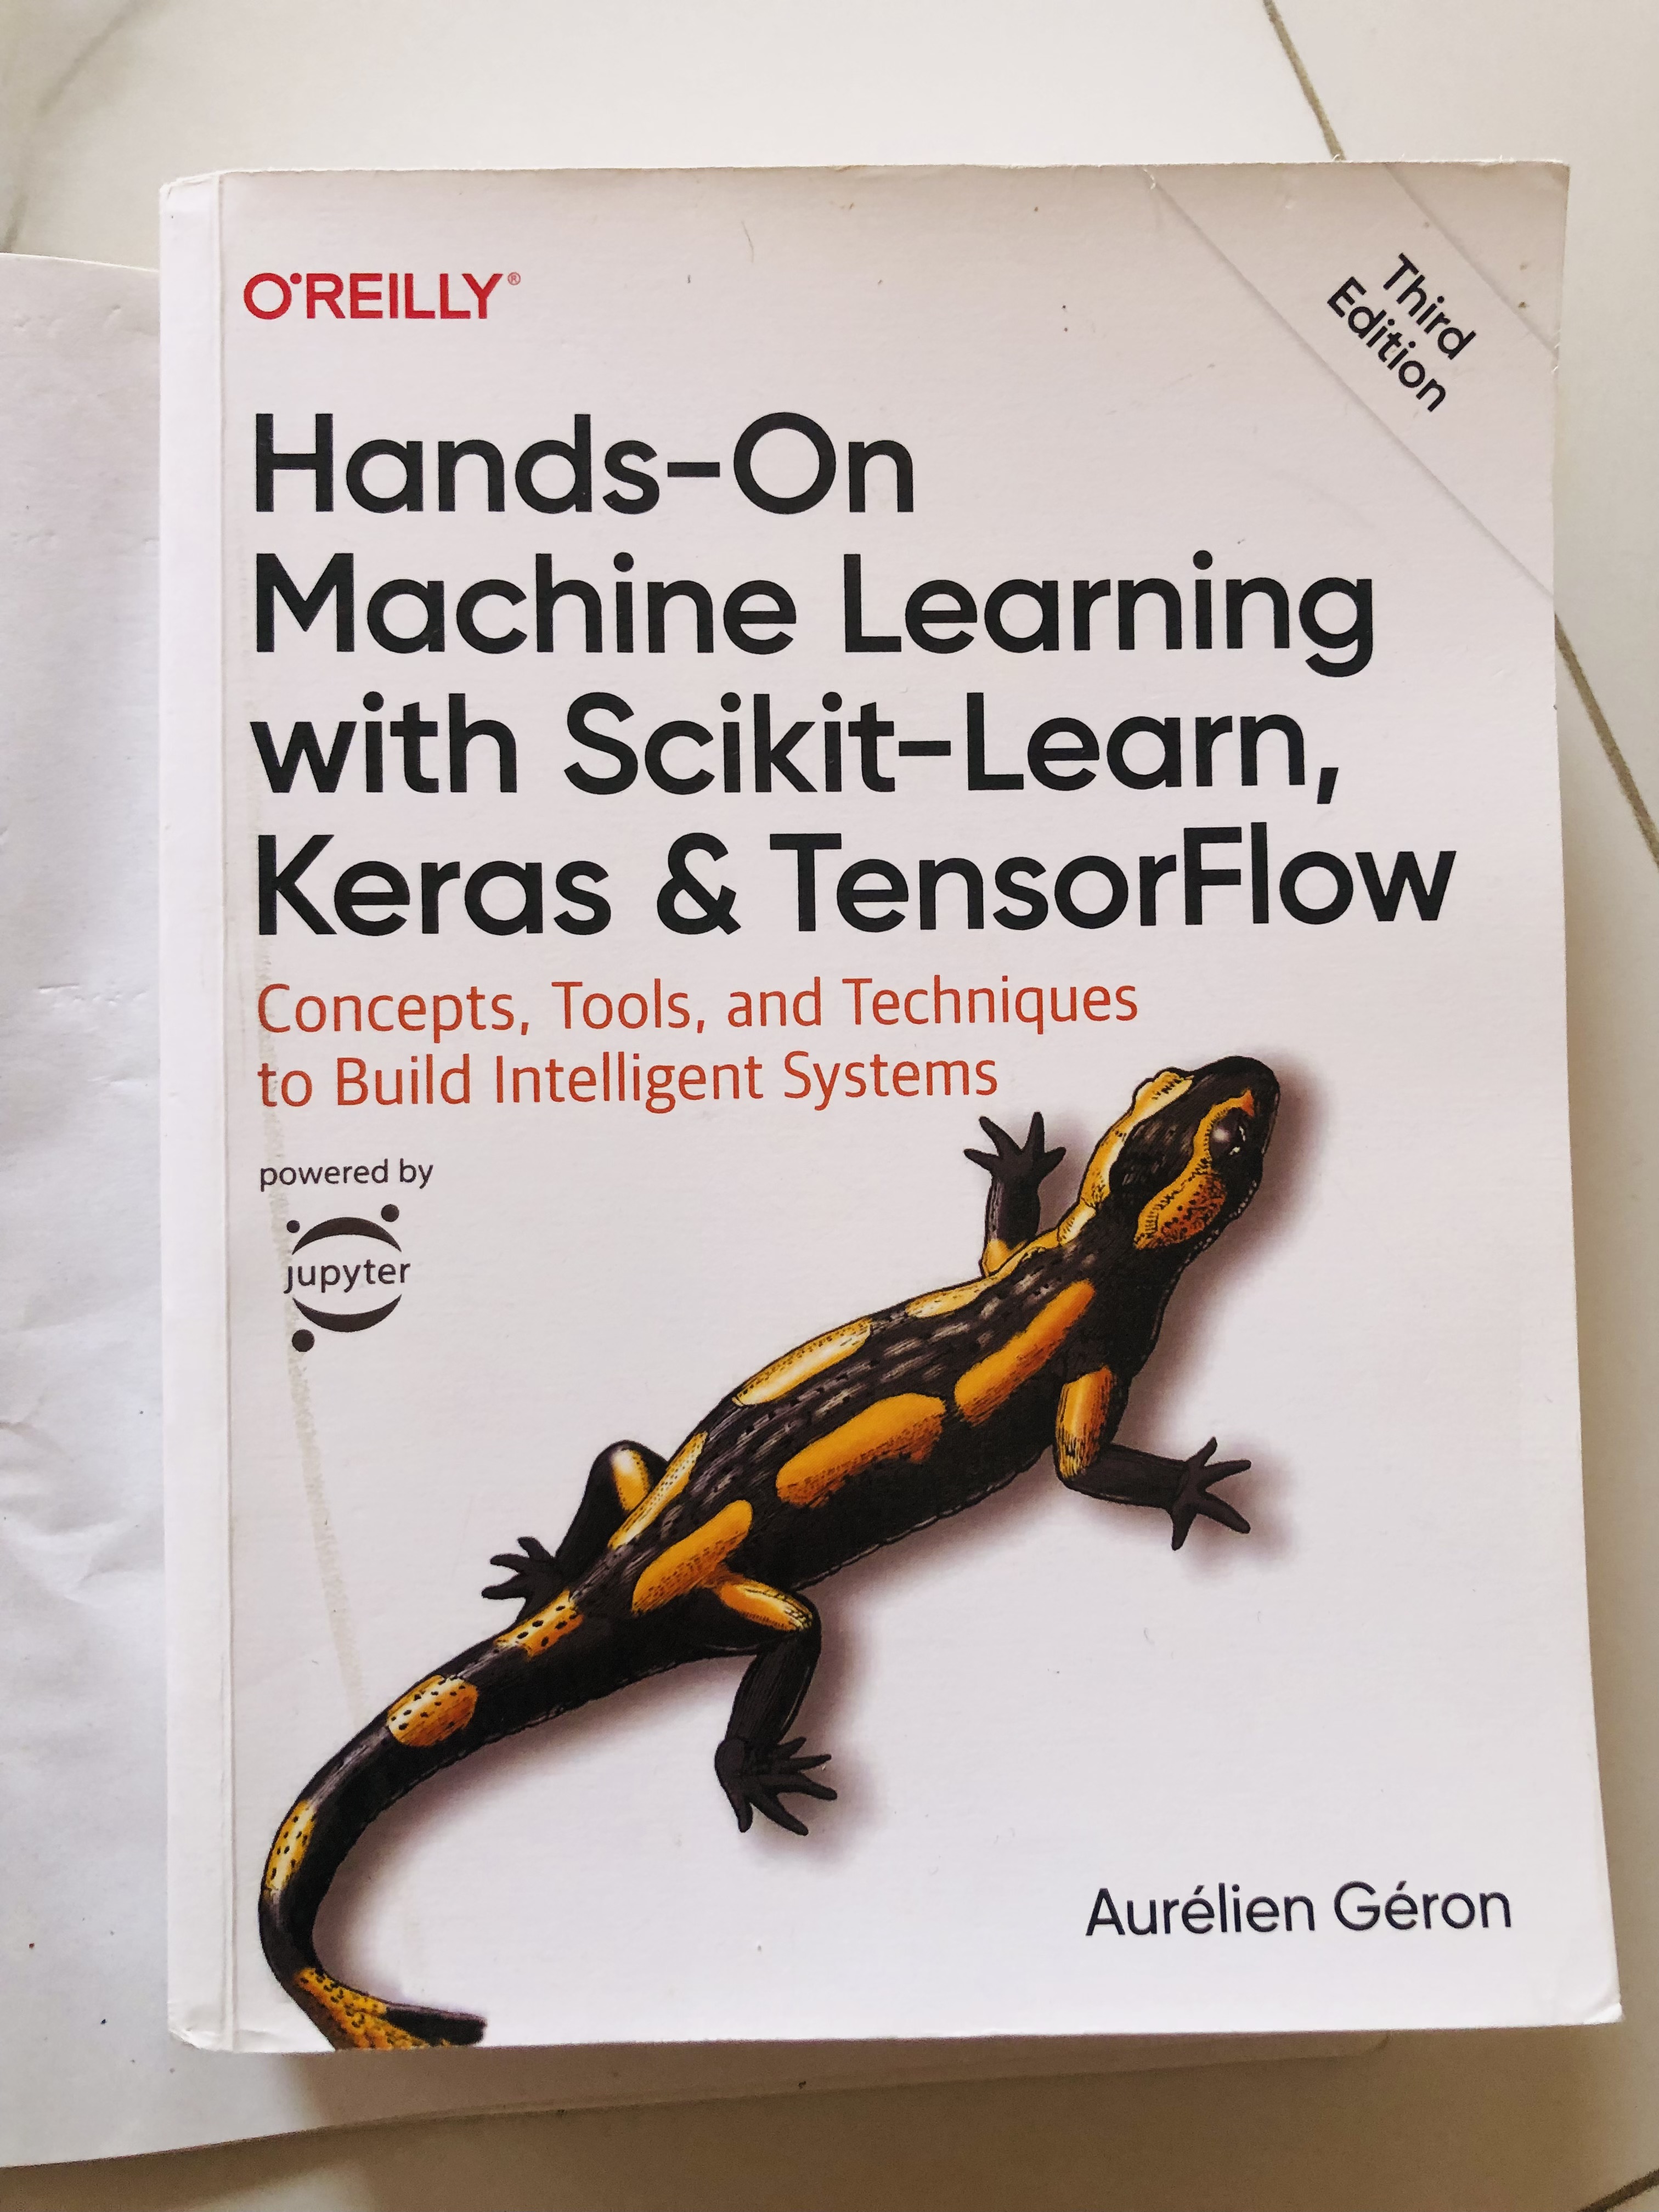 O'REILLY®
Third
Edition
Hands-On
Machine Learning
with Scikit-Learn,
Keras & TensorFlow
Concepts, Tools, and Techniques
to Build Intelligent Systems
powered by
jupyter
Aurélien Géron